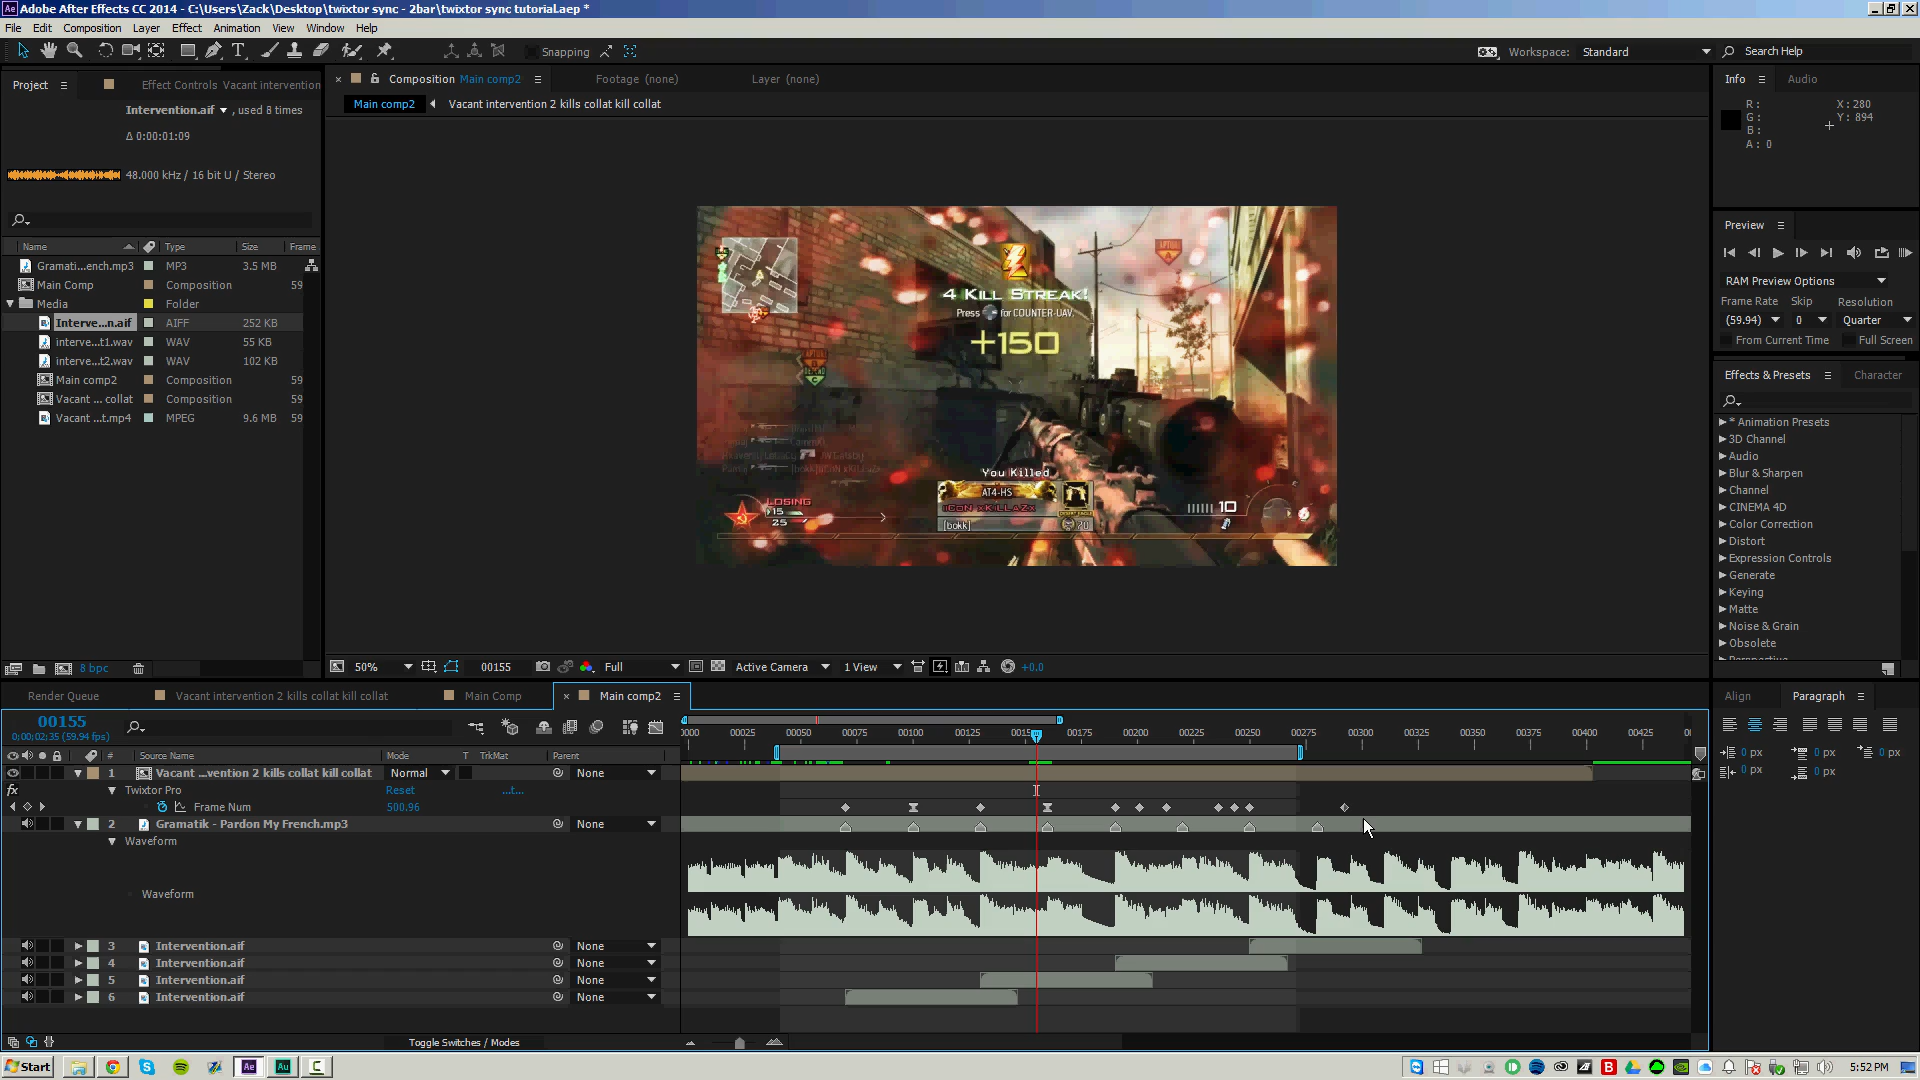 Adobe After Effects CC 2014 - C:\Users\Zack\Desktop\twixtor sync - 2bar\twixtor sync tutorial.aep *
File Edit Composition Layer Effect Animation View Window Help
Snapping
Workspace: Standard
Search Help
Project
Effect Controls Vacant intervention
Composition Main comp2
Footage (none)
Layer (none)
Info
Audio
Intervention.aif , used 8 times
Δ 0:00:01:09
Main comp2
Vacant intervention 2 kills collat kill collat
R :
G :
B :
A : 0
X : 280
Y : 894
48.000 kHz / 16 bit U / Stereo
Name Type Size Frame
Gramati...ench.mp3 MP3 3.5 MB
Main Comp Composition 59
Media Folder
Interve...n.aif AIFF 252 KB
interve...t1.wav WAV 55 KB
interve...t2.wav WAV 102 KB
Main comp2 Composition 59
Vacant ... collat Composition 59
Vacant ...t.mp4 MPEG 9.6 MB 59
4 Kill Streak!
Press for COUNTER-UAV.
+150
You Killed
AT4-HS
[bokk]
20
LOSING
15
25
10
Preview
RAM Preview Options
Frame Rate Skip Resolution
(59.94) 0 Quarter
From Current Time Full Screen
Effects & Presets
Character
* Animation Presets
3D Channel
Audio
Blur & Sharpen
Channel
CINEMA 4D
Color Correction
Distort
Expression Controls
Generate
Keying
Matte
Noise & Grain
Obsolete
Perspective
8 bpc
50% 00155 Full Active Camera 1 View +0.0
Render Queue
Vacant intervention 2 kills collat kill collat
Main Comp
Main comp2
Align
Paragraph
00155
0;00;02;35 (59.94 fps)
# Source Name Mode T TrkMat Parent
00025 00050 00075 00100 00125 00175 00200 00225 00250 00275 00300 00325 00350 00375 00400 00425
1 Vacant ...vention 2 kills collat kill collat Normal None
fx Twixtor Pro Reset ...t...
Frame Num 500.96
2 Gramatik - Pardon My French.mp3 None
Waveform
Waveform
3 Intervention.aif None
4 Intervention.aif None
5 Intervention.aif None
6 Intervention.aif None
0 px 0 px 0 px
0 px 0 px
Toggle Switches / Modes
Start
Ae
Au
5:52 PM